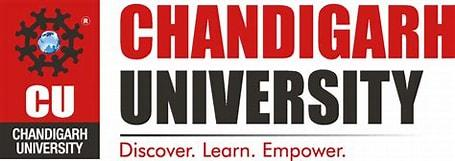 ®
CU
CHANDIGARH
UNIVERSITY
CHANDIGARH
UNIVERSITY
Discover. Learn. Empower.